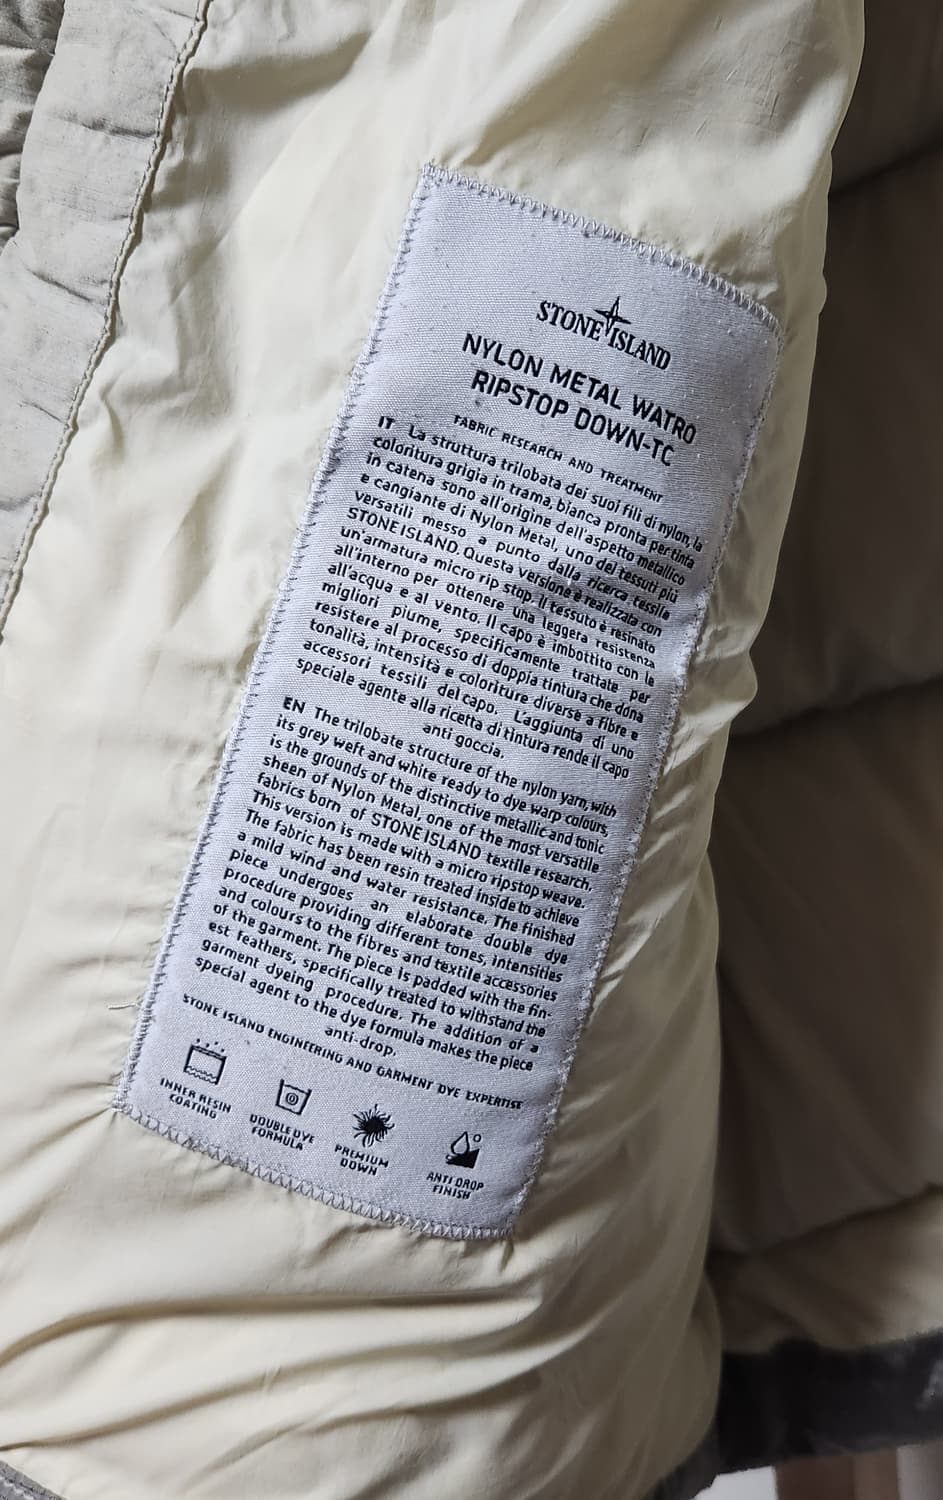 STONE ISLAND
NYLON METAL WATRO
RIPSTOP DOWN-TC
FABRIC RESEARCH AND TREATMENT
IT La struttura trilobata dei suoi fili di nylon, la
coloritura grigia in trama, bianca pronta per tinta
in catena sono all'origine dell'aspetto metallico
e cangiante di Nylon Metal, uno dei tessuti più
versatili messo a punto dalla ricerca tessile
STONE ISLAND. Questa versione è realizzata con
un'armatura micro rip stop. Il tessuto è resinato
all'interno per ottenere una leggera resistenza
all'acqua e al vento. Il capo è imbottito con le
migliori piume, specificamente trattate per
resistere al processo di doppia tintura che dona
tonalità, intensità e coloriture diverse a fibre e
accessori tessili del capo. L'aggiunta di uno
speciale agente alla ricetta di tintura rende il capo
anti goccia.
EN The trilobate structure of the nylon yarn, with
its grey weft and white ready to dye warp colours,
is the grounds of the distinctive metallic and tonic
sheen of Nylon Metal, one of the most versatile
fabrics born of STONE ISLAND textile research.
This version is made with a micro ripstop weave.
The fabric has been resin treated inside to achieve
a mild wind and water resistance. The finished
piece undergoes an elaborate double dye
procedure providing different tones, intensities
and colours to the fibres and textile accessories
of the garment. The piece is padded with the fin-
est feathers, specifically treated to withstand the
garment dyeing procedure. The addition of a
special agent to the dye formula makes the piece
anti-drop.
STONE ISLAND ENGINEERING AND GARMENT DYE EXPERTISE
INNER RESIN
COATING
DOUBLE DYE
FORMULA
PREMIUM
DOWN
ANTI DROP
FINISH